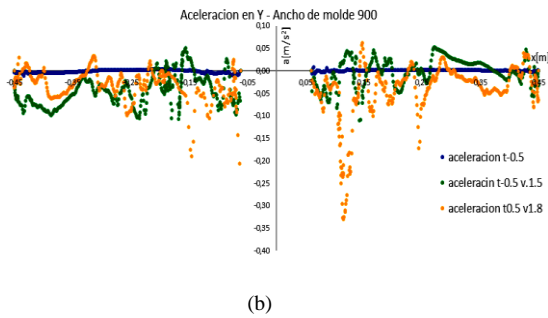 Aceleracion en Y - Ancho de molde 900
0,10
a[m/s²]
0,05
x[m]
0,00
-0,45 -0,35 -0,15 -0,05 0,05 0,35 0,45
-0,05
-0,10
-0,15
-0,20
-0,25
-0,30
-0,35
-0,40
aceleracion t-0.5
aceleracin t-0.5 v.1.5
aceleracion t0.5 v1.8
(b)